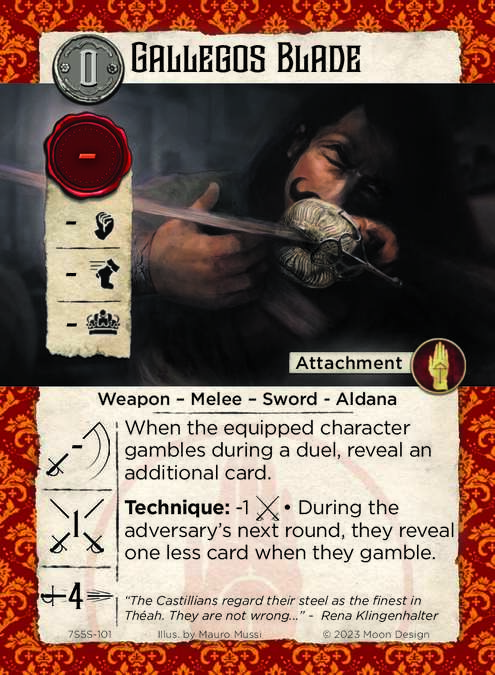 0
GALLEGOS BLADE
-
-
-
-
Attachment
Weapon – Melee – Sword - Aldana
-
When the equipped character
gambles during a duel, reveal an
additional card.
1
Technique: -1 • During the
adversary's next round, they reveal
one less card when they gamble.
+4
"The Castillians regard their steel as the finest in
Théah. They are not wrong..." - Rena Klingenhalter
7S5S-101 Illus. by Mauro Mussi © 2023 Moon Design